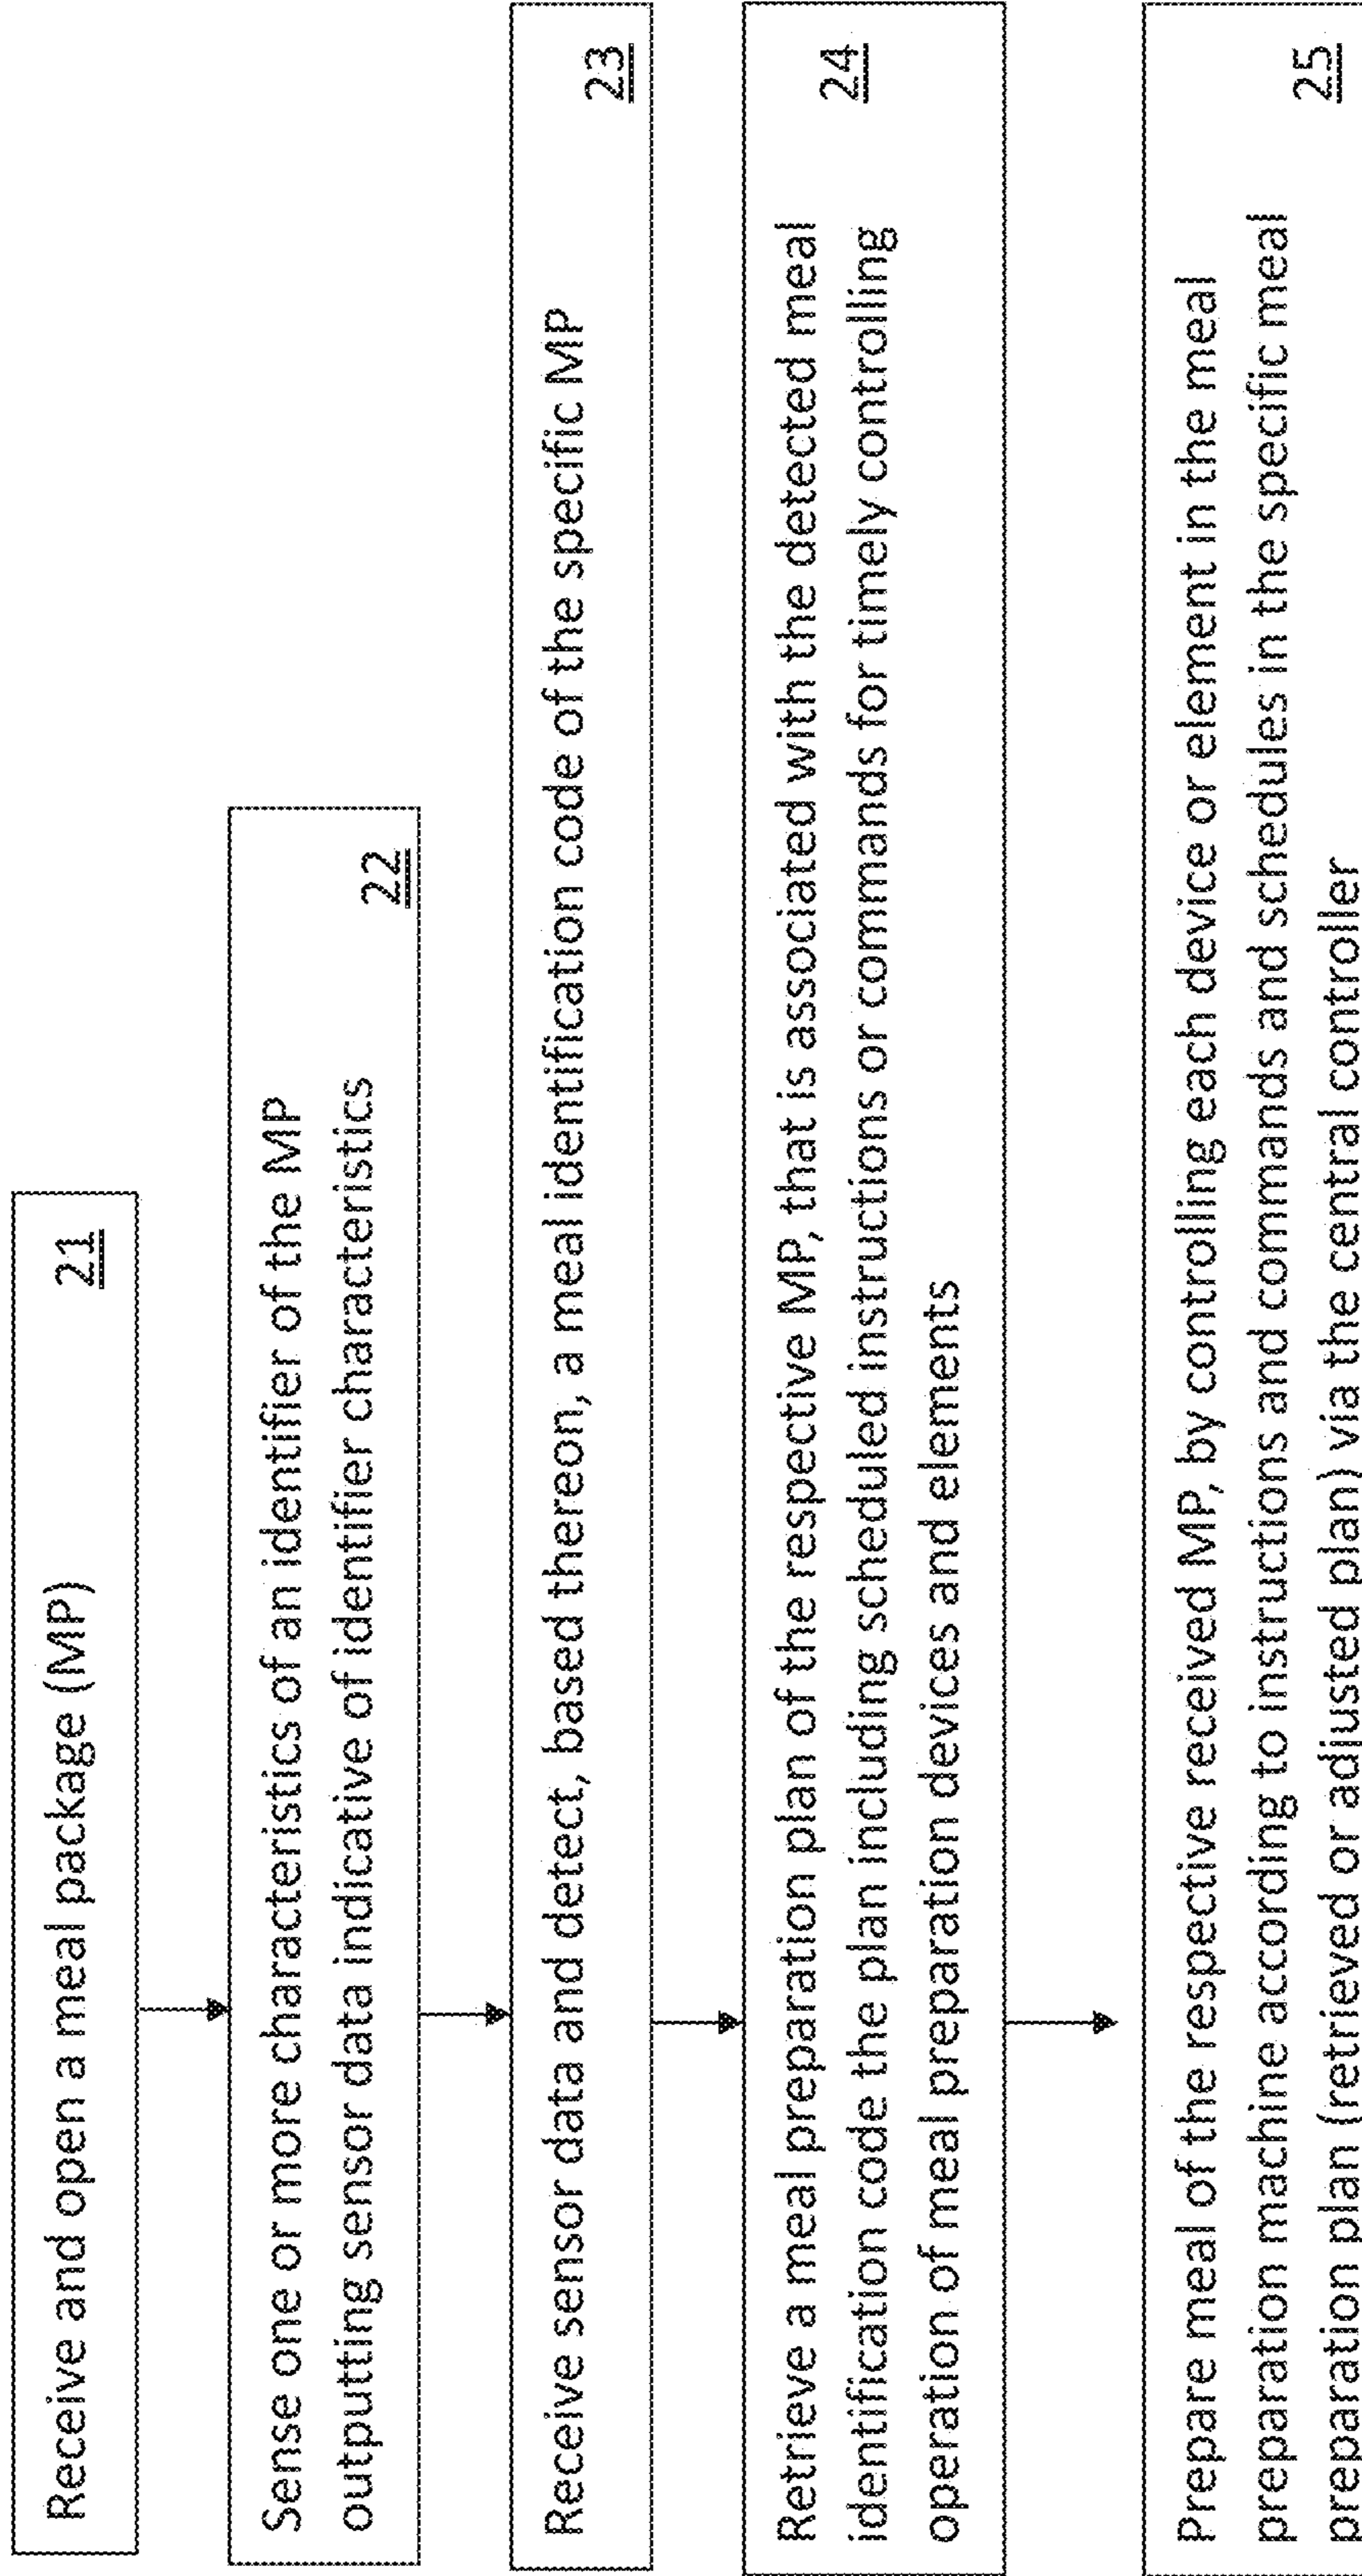 Receive and open a meal package (MP) 21
Sense one or more characteristics of an identifier of the MP
outputting sensor data indicative of identifier characteristics 22
Receive sensor data and detect, based thereon, a meal identification code of the specific MP 23
Retrieve a meal preparation plan of the respective MP, that is associated with the detected meal
identification code the plan including scheduled instructions or commands for timely controlling
operation of meal preparation devices and elements
24
Prepare meal of the respective received MP, by controlling each device or element in the meal
preparation machine according to instructions and commands and schedules in the specific meal
preparation plan (retrieved or adjusted plan) via the central controller
25